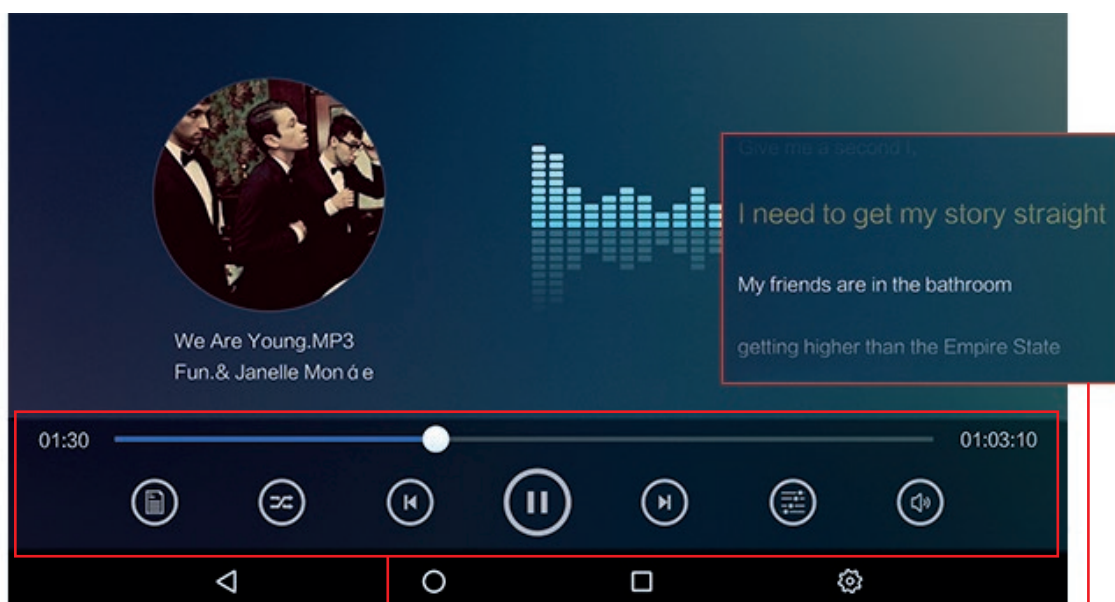 Give me a second I,
I need to get my story straight
My friends are in the bathroom
getting higher than the Empire State
We Are Young.MP3
Fun.& Janelle Mon á e
01:30
01:03:10